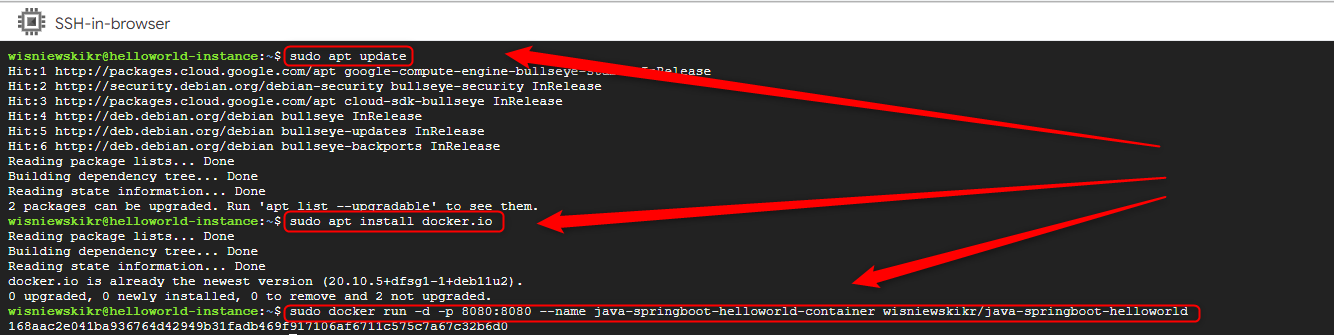 SSH-in-browser
wisniewskikr@helloworld-instance:~$ sudo apt update
Hit:1 http://packages.cloud.google.com/apt google-compute-engine-bullseye- InRelease
Hit:2 http://security.debian.org/debian-security bullseye-security InRelease
Hit:3 http://packages.cloud.google.com/apt cloud-sdk-bullseye InRelease
Hit:4 http://deb.debian.org/debian bullseye InRelease
Hit:5 http://deb.debian.org/debian bullseye-updates InRelease
Hit:6 http://deb.debian.org/debian bullseye-backports InRelease
Reading package lists... Done
Building dependency tree... Done
Reading state information... Done
2 packages can be upgraded. Run 'apt list --upgradable' to see them.
wisniewskikr@helloworld-instance:~$ sudo apt install docker.io
Reading package lists... Done
Building dependency tree... Done
Reading state information... Done
docker.io is already the newest version (20.10.5+dfsg1-1+deb11u2).
0 upgraded, 0 newly installed, 0 to remove and 2 not upgraded.
wisniewskikr@helloworld-instance:~$ sudo docker run -d -p 8080:8080 --name java-springboot-helloworld-container wisniewskikr/java-springboot-helloworld
168aac2e041ba936764d42949b31fadb469f917106af6711c575c7a67c32b6d0